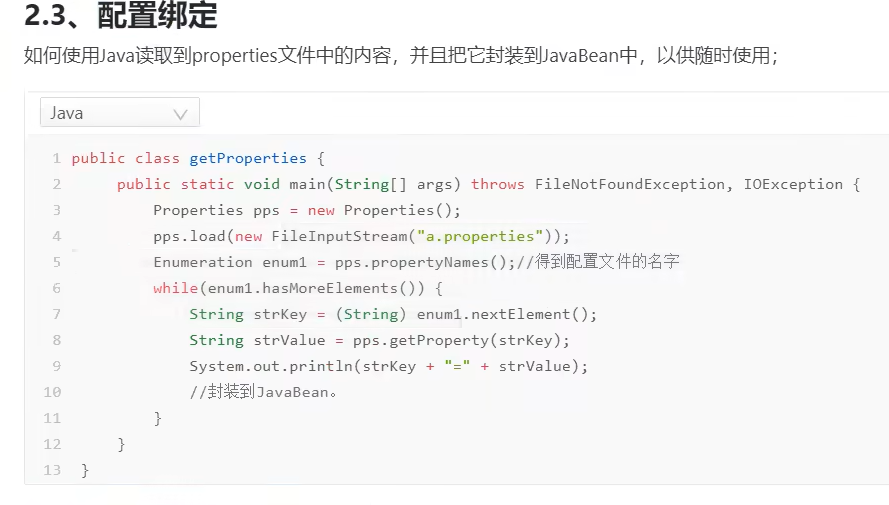 2.3、配置绑定
如何使用Java读取到properties文件中的内容，并且把它封装到JavaBean中，以供随时使用；
Java
1 public class getProperties {
2     public static void main(String[] args) throws FileNotFoundException, IOException {
3         Properties pps = new Properties();
4         pps.load(new FileInputStream("a.properties"));
5         Enumeration enum1 = pps.propertyNames();//得到配置文件的名字
6         while(enum1.hasMoreElements()) {
7             String strKey = (String) enum1.nextElement();
8             String strValue = pps.getProperty(strKey);
9             System.out.println(strKey + "=" + strValue);
10             //封装到JavaBean。
11         }
12     }
13 }